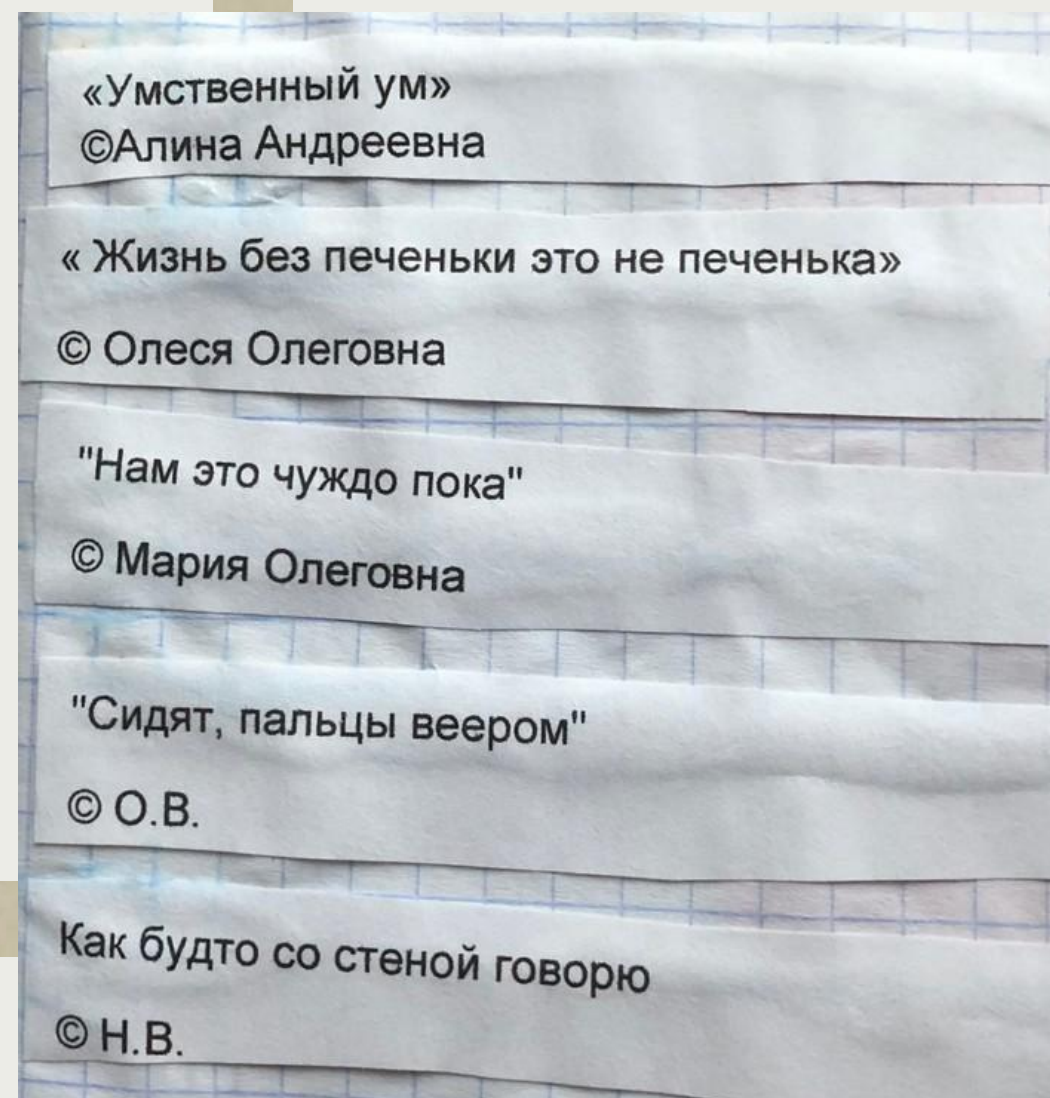 «Умственный ум»
©Алина Андреевна
« Жизнь без печеньки это не печенька»
© Олеся Олеговна
"Нам это чуждо пока"
© Мария Олеговна
"Сидят, пальцы веером"
© О.В.
Как будто со стеной говорю
© Н.В.